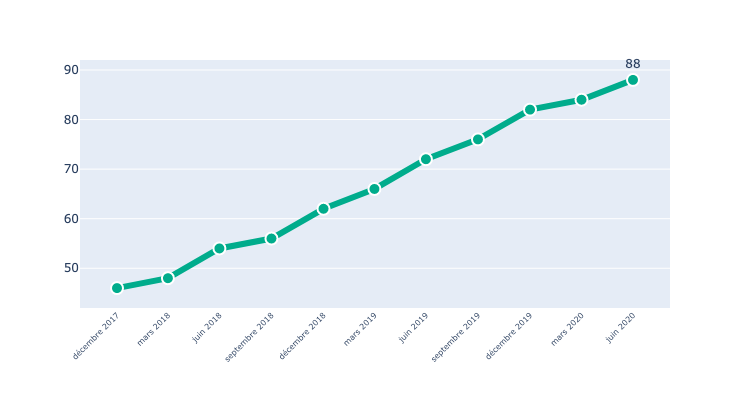 88
90
80
70
60
50
décembre 2017
mars 2018
juin 2018
septembre 2018
décembre 2018
mars 2019
juin 2019
septembre 2019
décembre 2019
mars 2020
juin 2020